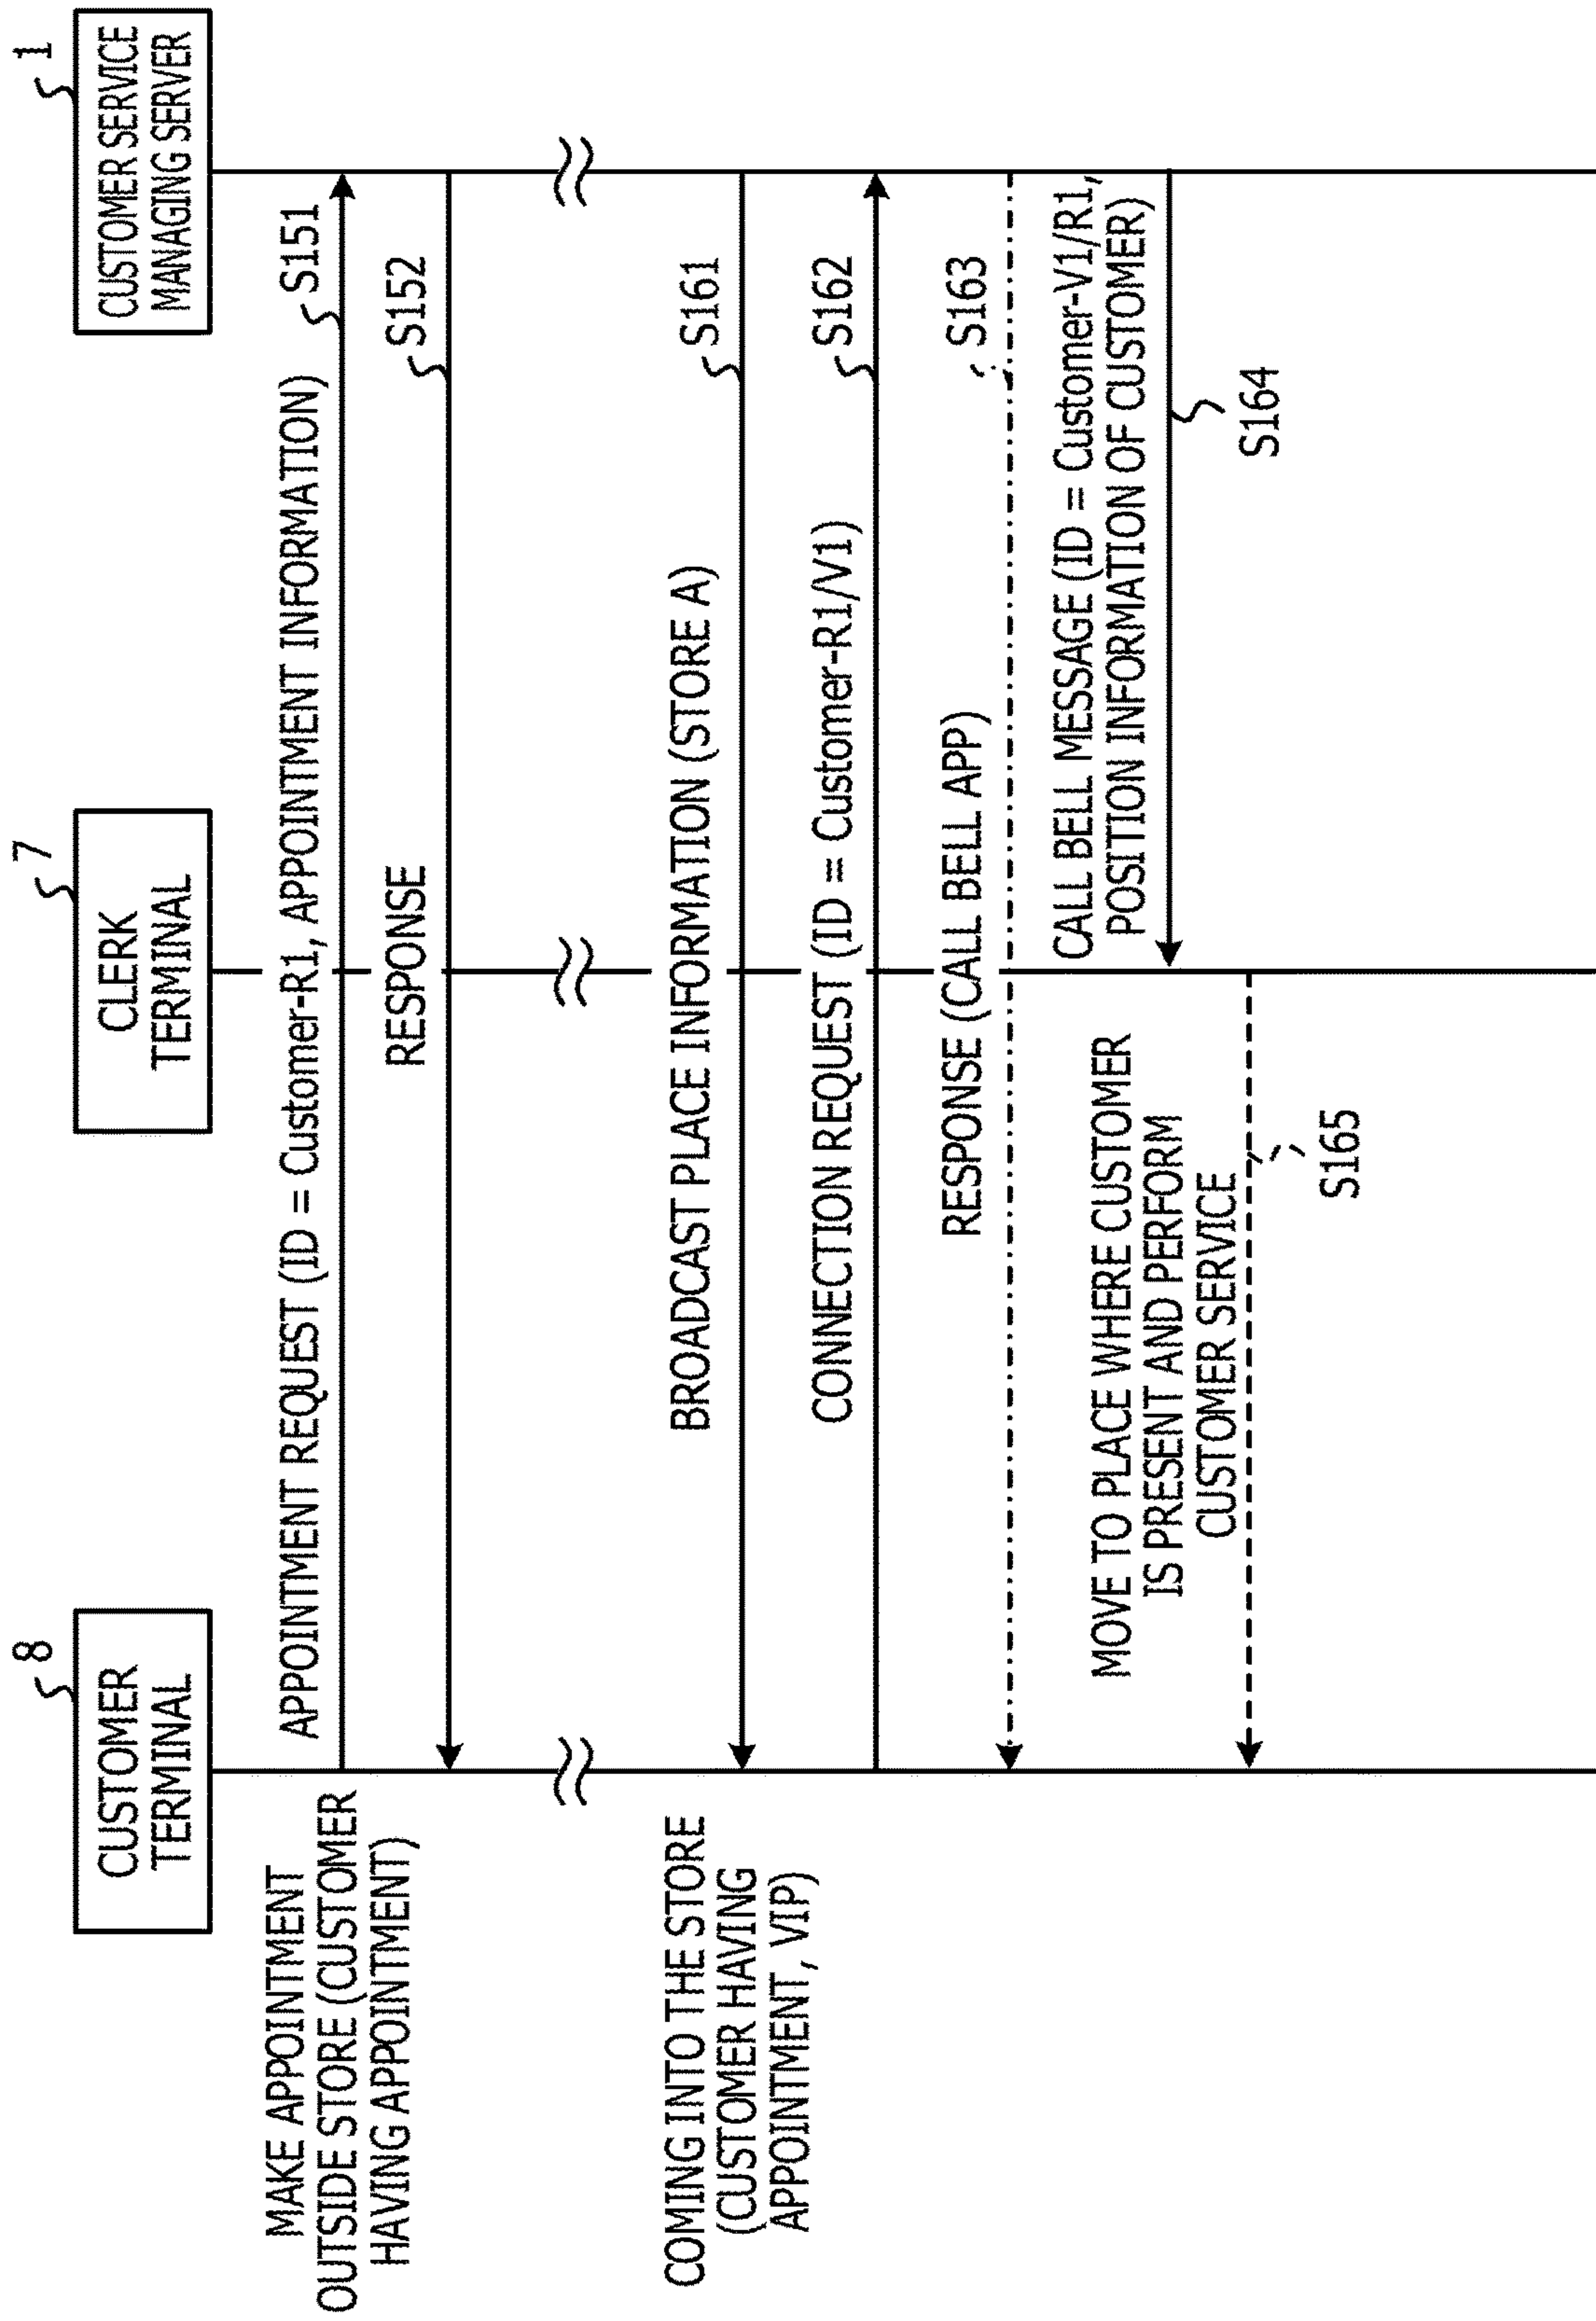 8
CUSTOMER
TERMINAL
7
CLERK
TERMINAL
1
CUSTOMER SERVICE
MANAGING SERVER
MAKE APPOINTMENT
OUTSIDE STORE (CUSTOMER
HAVING APPOINTMENT)
APPOINTMENT REQUEST (ID = Customer-R1, APPOINTMENT INFORMATION)
S151
RESPONSE
S152
COMING INTO THE STORE
(CUSTOMER HAVING
APPOINTMENT, VIP)
BROADCAST PLACE INFORMATION (STORE A)
S161
CONNECTION REQUEST (ID = Customer-R1/V1)
S162
RESPONSE (CALL BELL APP)
S163
CALL BELL MESSAGE (ID = Customer-V1/R1,
POSITION INFORMATION OF CUSTOMER)
S164
MOVE TO PLACE WHERE CUSTOMER
IS PRESENT AND PERFORM
CUSTOMER SERVICE
S165